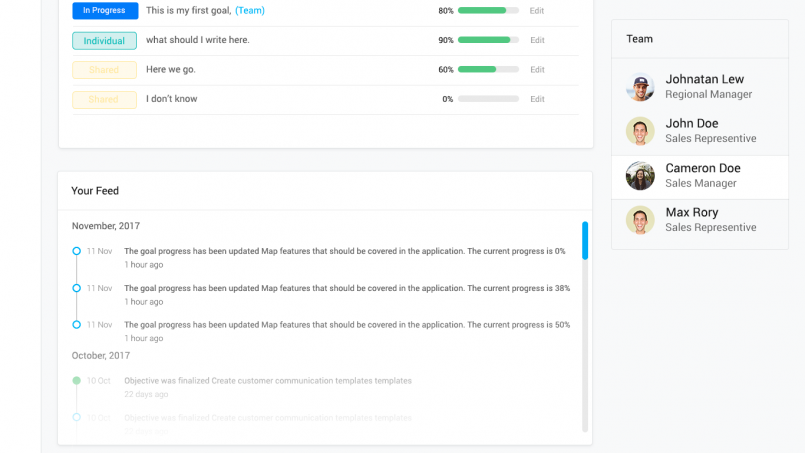 In Progress This is my first goal, (Team) 80% Edit
Individual what should I write here. 90% Edit
Shared Here we go. 60% Edit
Shared I don't know 0% Edit
Your Feed
November, 2017
11 Nov The goal progress has been updated Map features that should be covered in the application. The current progress is 0%
1 hour ago
11 Nov The goal progress has been updated Map features that should be covered in the application. The current progress is 38%
1 hour ago
11 Nov The goal progress has been updated Map features that should be covered in the application. The current progress is 50%
1 hour ago
October, 2017
10 Oct Objective was finalized Create customer communication templates templates
22 days ago
Oct Objective was finalized Create customer communication templates templates
days ago
Team
Johnatan Lew
Regional Manager
John Doe
Sales Representive
Cameron Doe
Sales Manager
Max Rory
Sales Representive